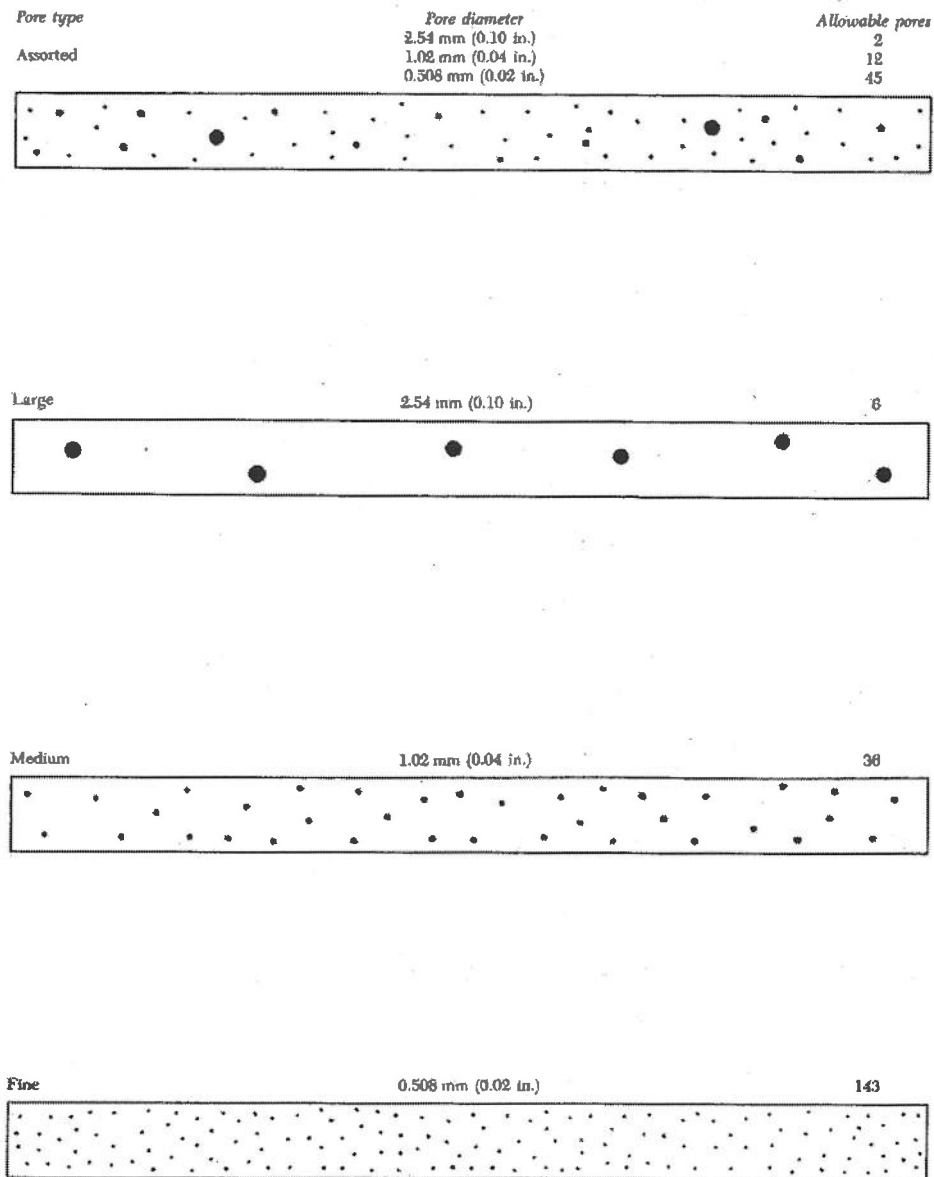 Pore type Pore diameter Allowable pores
2.54 mm (0.10 in.) 2
Assorted 1.02 mm (0.04 in.) 12
0.508 mm (0.02 in.) 45
Large 2.54 mm (0.10 in.) 6
Medium 1.02 mm (0.04 in.) 36
Fine 0.508 mm (0.02 in.) 143